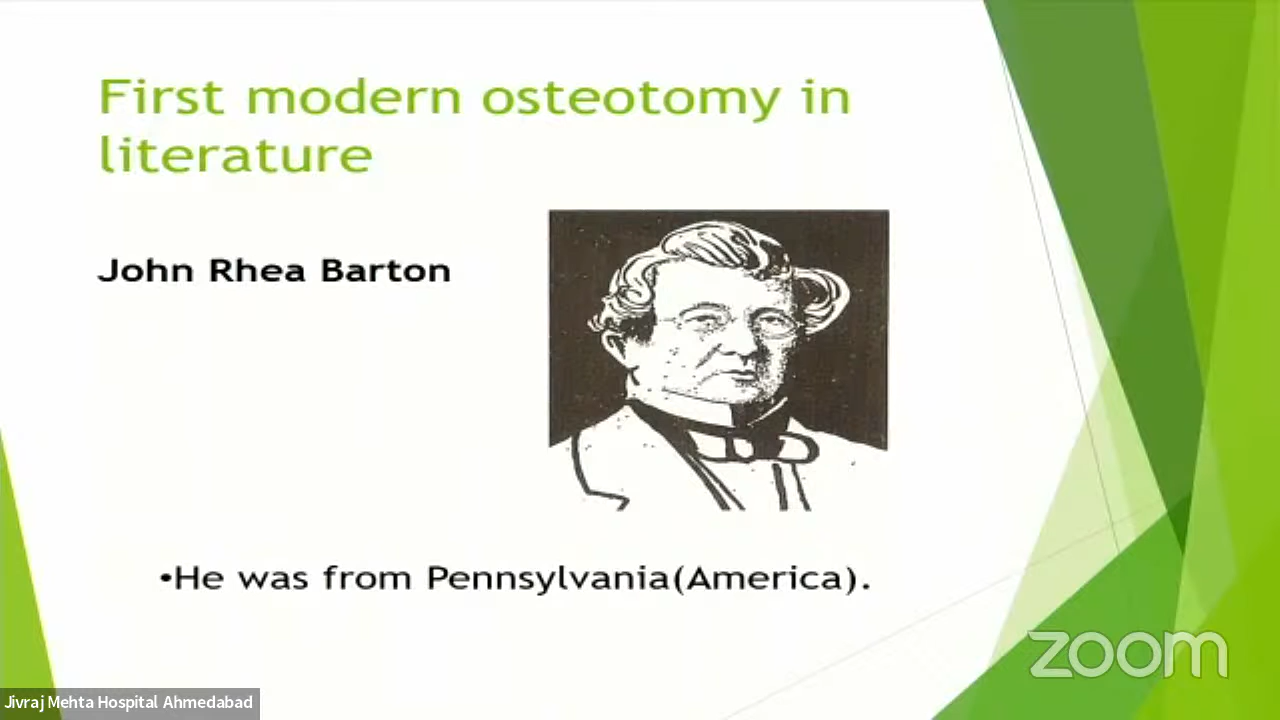 First modern osteotomy in
literature
John Rhea Barton
•He was from Pennsylvania(America).
zoom
Jivraj Mehta Hospital Ahmedabad